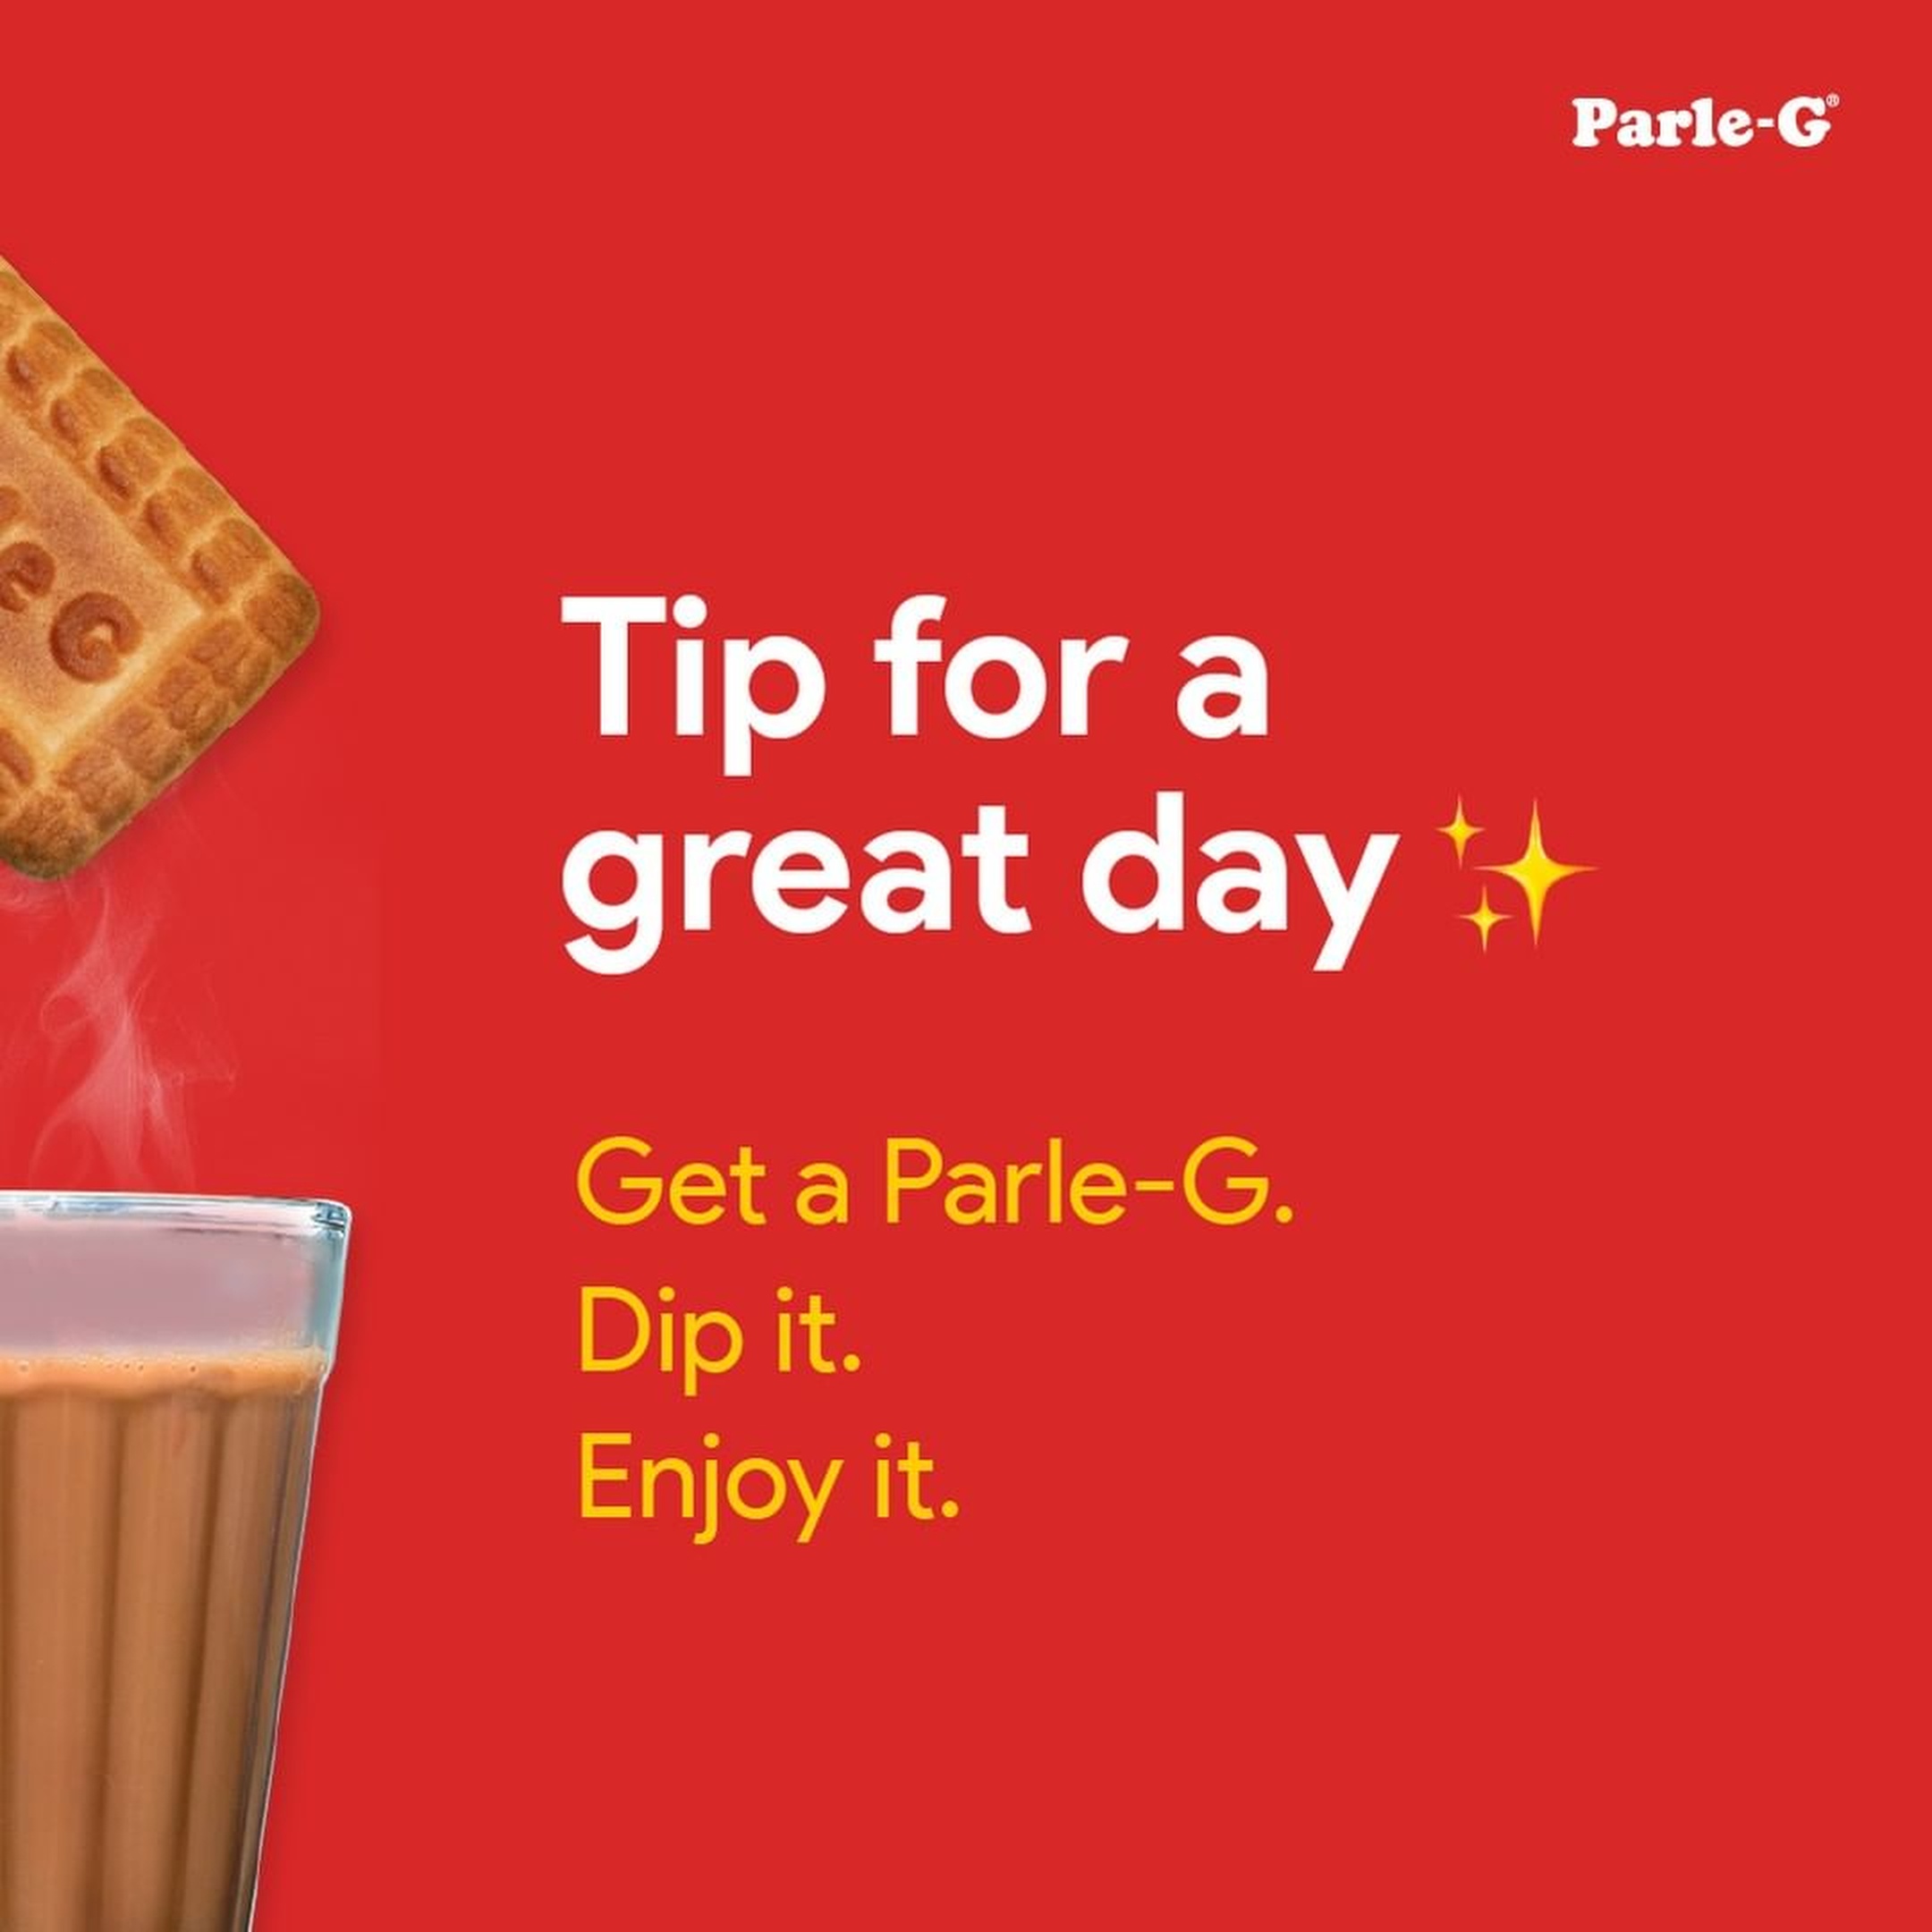 Parle-G®
e G
Tip for a
great day✨
Get a Parle-G.
Dip it.
Enjoy it.